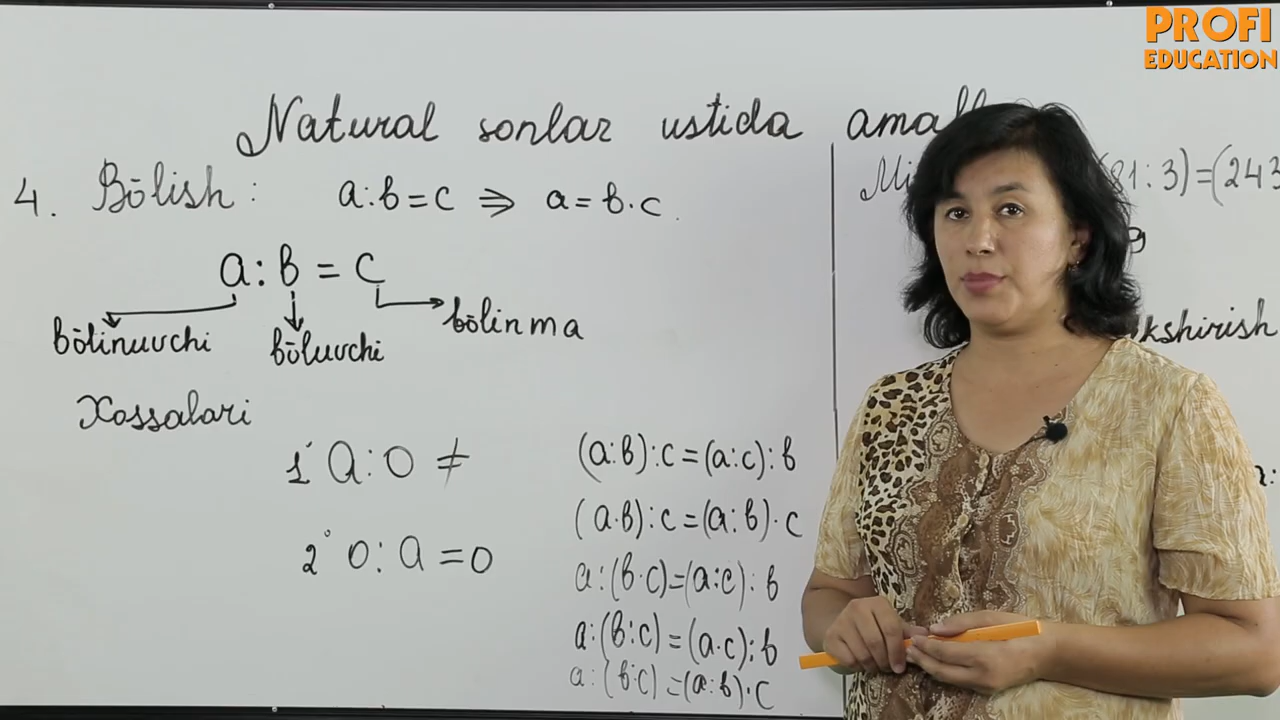 PROFI
EDUCATION
Natural sonlar ustida
4. Bōlish: a:b=c ⇒ a=b·c.
a:b=c
bōlinuvchi bōluvchi bōlinma
Xossalari
1° a:0 ≠
2° 0:a=0
(a:b):c=(a:c):b
(a·b):c=(a:b)·c
a:(b·c)=(a:c):b
a:(b:c)=(a·c):b
a:(b:c)=(a:b)·c
81:3)=(243
kshirish